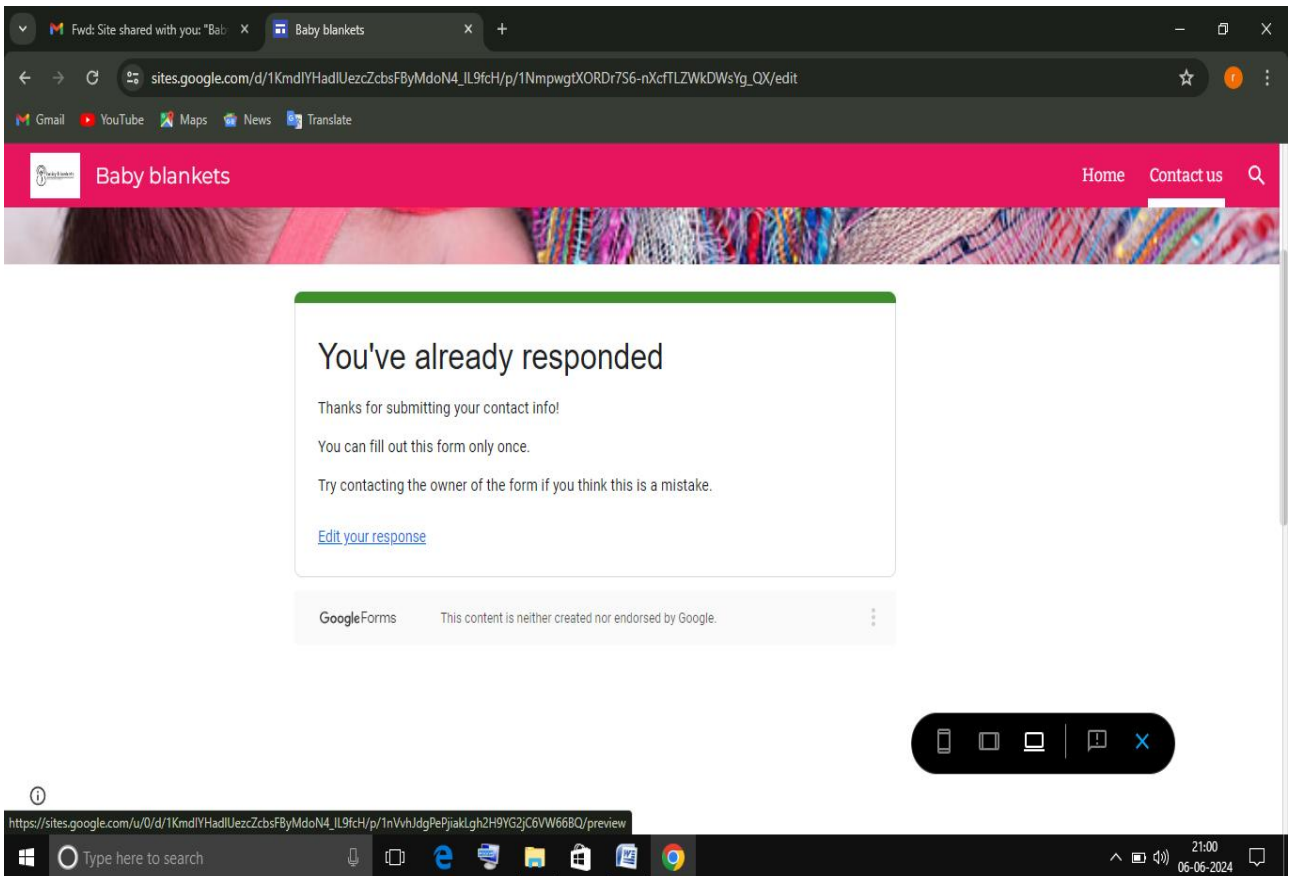 Fwd: Site shared with you: "Bab
Baby blankets
sites.google.com/d/1KmdlYHadlUezcZcbsFByMdoN4_lL9fcH/p/1NmpwgtXORDr7S6-nXcfTLZWkDWsYg_QX/edit
Gmail YouTube Maps News Translate
Baby blankets Home Contact us
You've already responded
Thanks for submitting your contact info!
You can fill out this form only once.
Try contacting the owner of the form if you think this is a mistake.
Edit your response
GoogleForms This content is neither created nor endorsed by Google.
https://sites.google.com/u/0/d/1KmdlYHadlUezcZcbsFByMdoN4_lL9fcH/p/1nVvhJdgPePjiakLgh2H9YG2jC6VW66BQ/preview
Type here to search
21:00
06-06-2024